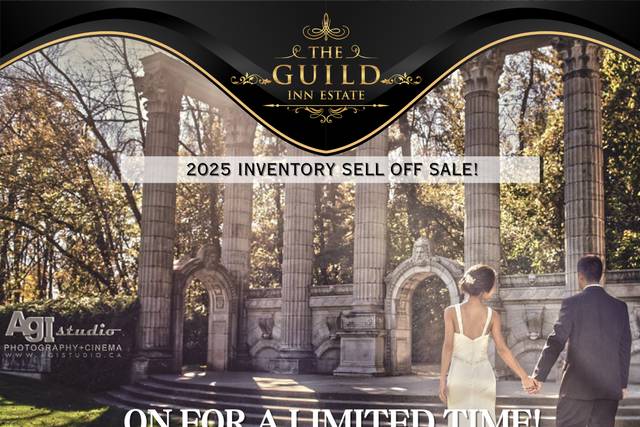 THE
GUILD
INN ESTATE
2025 INVENTORY SELL OFF SALE!
AGI studio
PHOTOGRAPHY+CINEMA
WWW.AGISTUDIO.CA
ON FOR A LIMITED TIME!